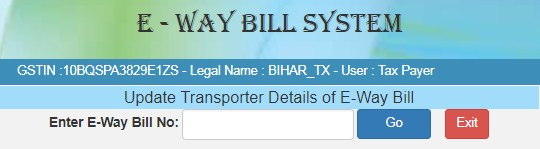 E - WAY BILL SYSTEM
GSTIN :10BQSPA3829E1ZS - Legal Name : BIHAR_TX - User : Tax Payer
Update Transporter Details of E-Way Bill
Enter E-Way Bill No: Go Exit